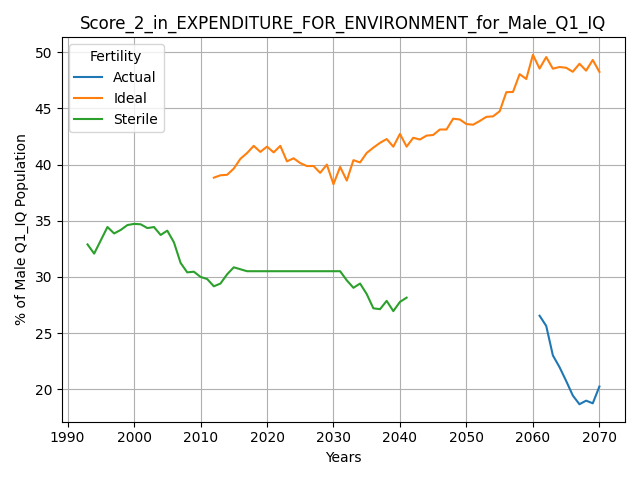 Score_2_in_EXPENDITURE_FOR_ENVIRONMENT_for_Male_Q1_IQ
Fertility
Actual
Ideal
Sterile
% of Male Q1_IQ Population
50
45
40
35
30
25
20
1990 2000 2010 2020 2030 2040 2050 2060 2070
Years